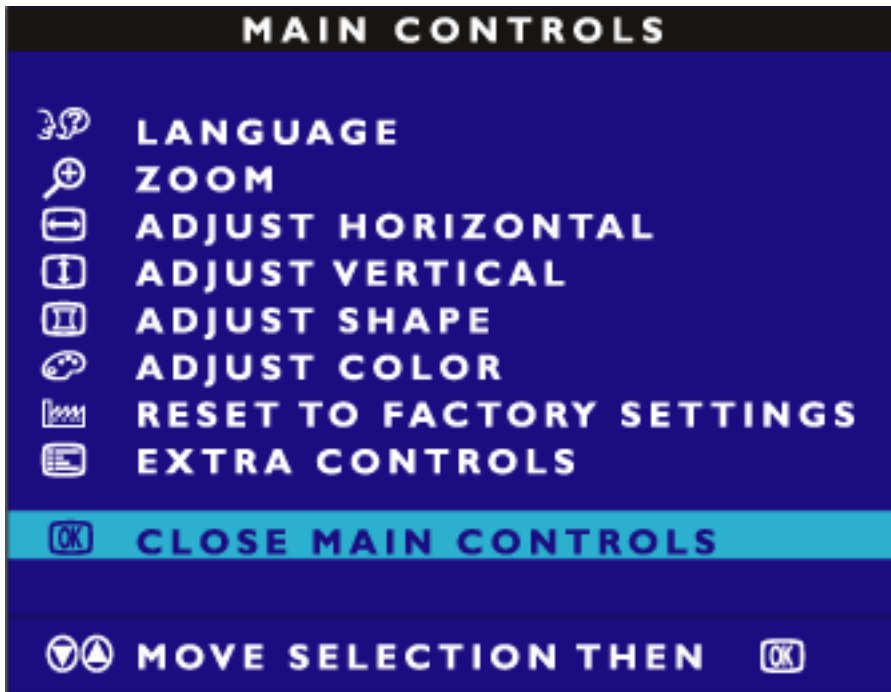 MAIN CONTROLS
LANGUAGE
ZOOM
ADJUST HORIZONTAL
ADJUST VERTICAL
ADJUST SHAPE
ADJUST COLOR
RESET TO FACTORY SETTINGS
EXTRA CONTROLS
OK CLOSE MAIN CONTROLS
MOVE SELECTION THEN OK